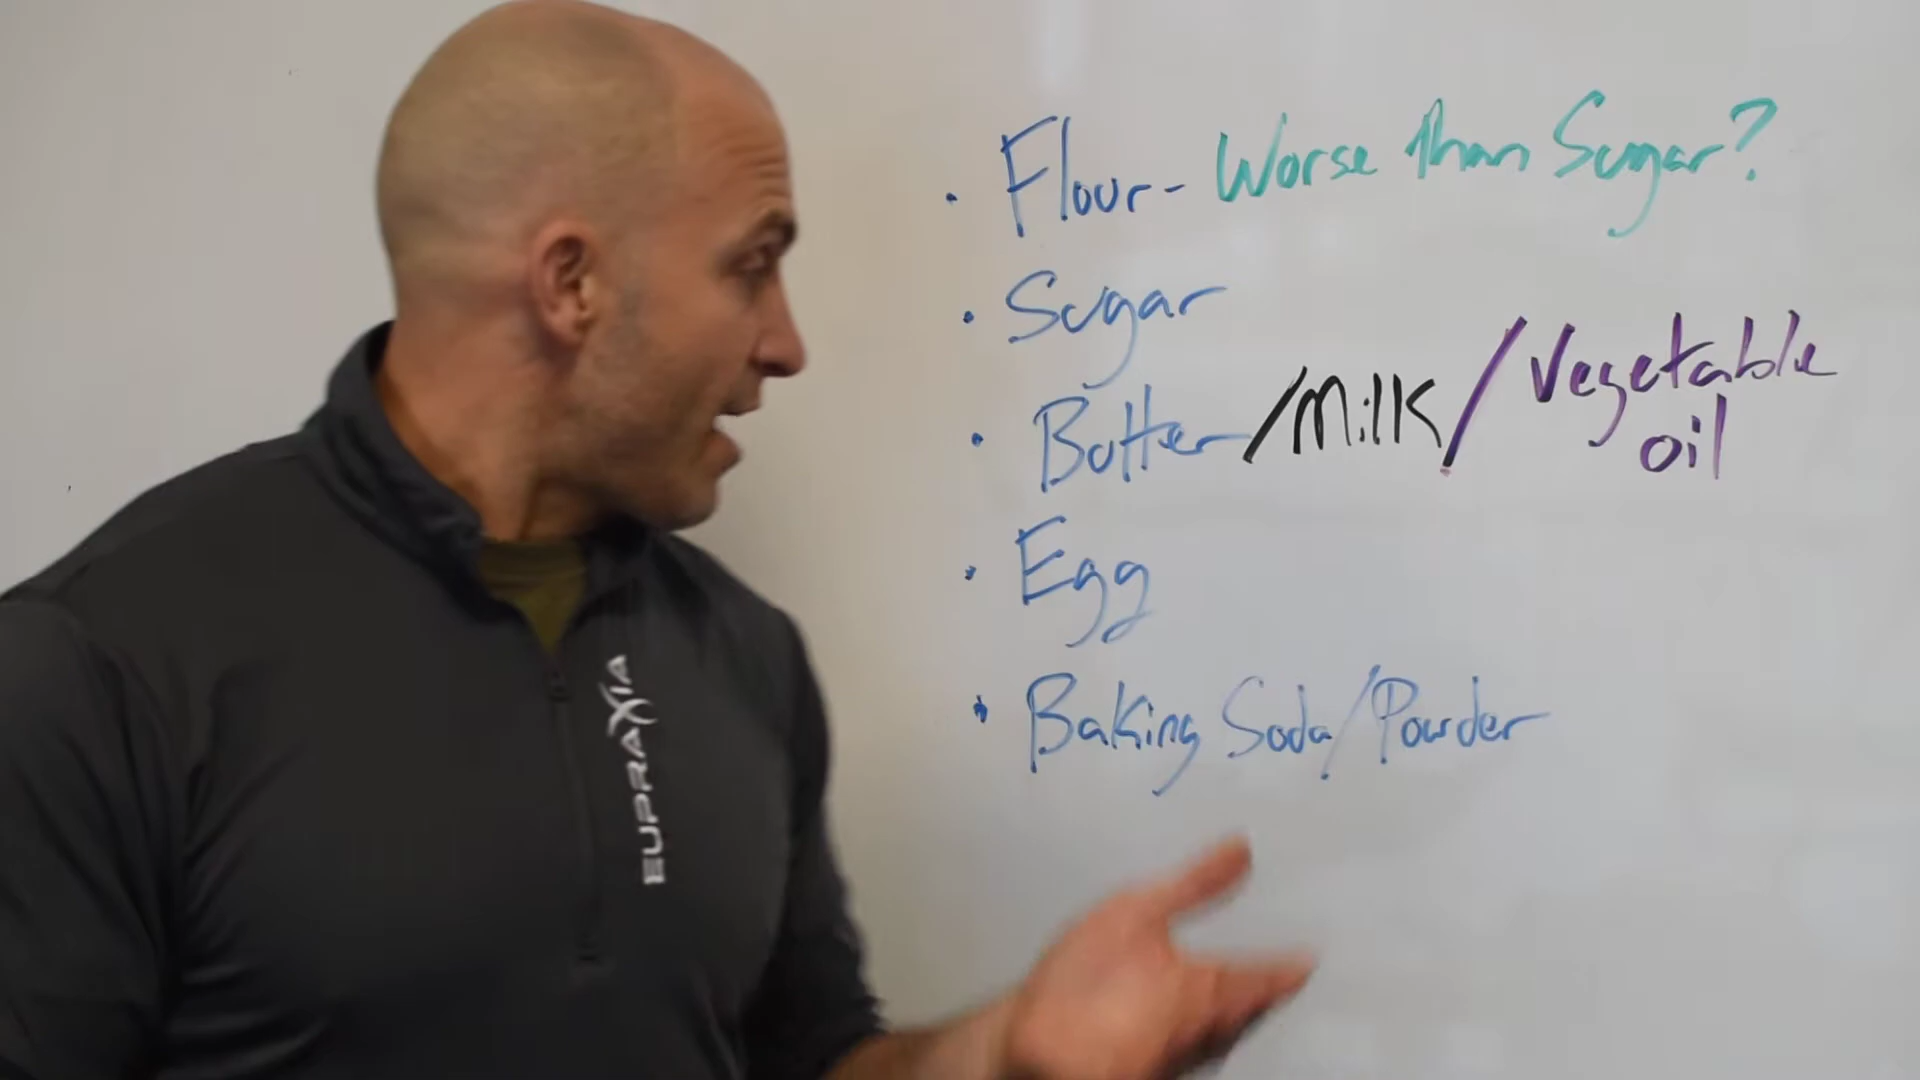 • Flour - Worse than Sugar?
• Sugar
• Butter/Milk/Vegetable
oil
• Egg
• Baking Soda/Powder
EUPRAXIA